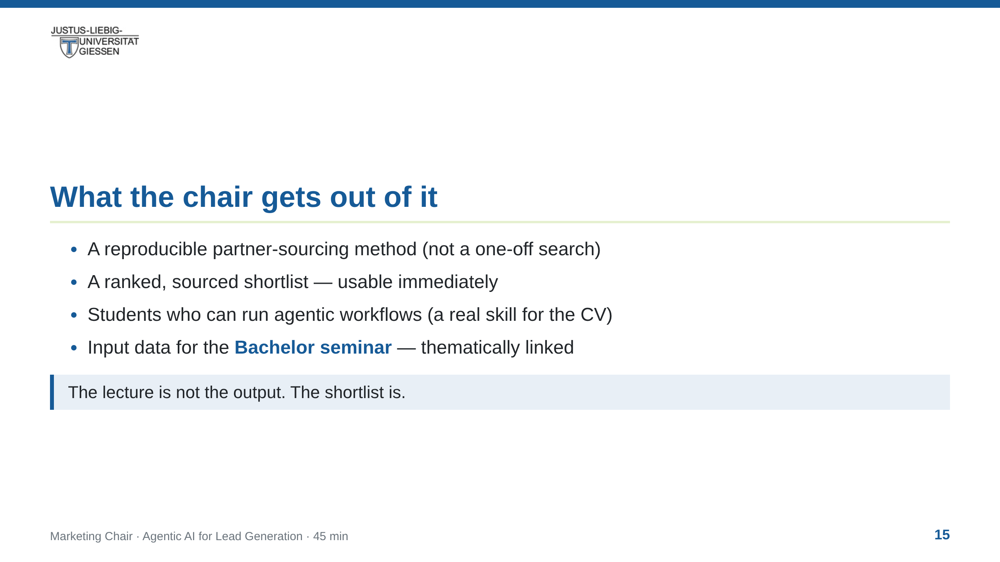 JUSTUS-LIEBIG-
UNIVERSITÄT
GIESSEN
What the chair gets out of it
• A reproducible partner-sourcing method (not a one-off search)
• A ranked, sourced shortlist — usable immediately
• Students who can run agentic workflows (a real skill for the CV)
• Input data for the Bachelor seminar — thematically linked
The lecture is not the output. The shortlist is.
Marketing Chair · Agentic AI for Lead Generation · 45 min
15